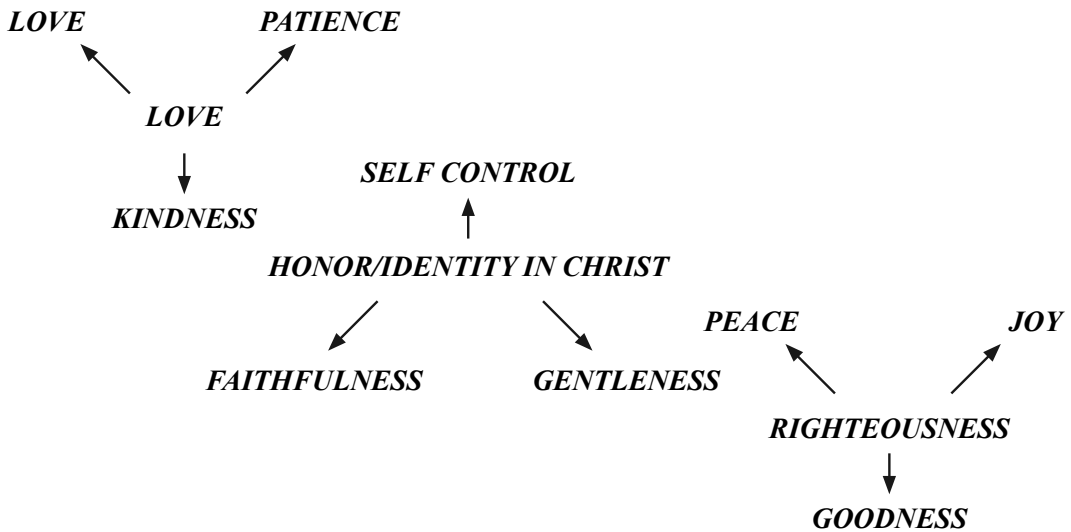 LOVE PATIENCE
LOVE
SELF CONTROL
KINDNESS
HONOR/IDENTITY IN CHRIST
PEACE JOY
FAITHFULNESS GENTLENESS
RIGHTEOUSNESS
GOODNESS